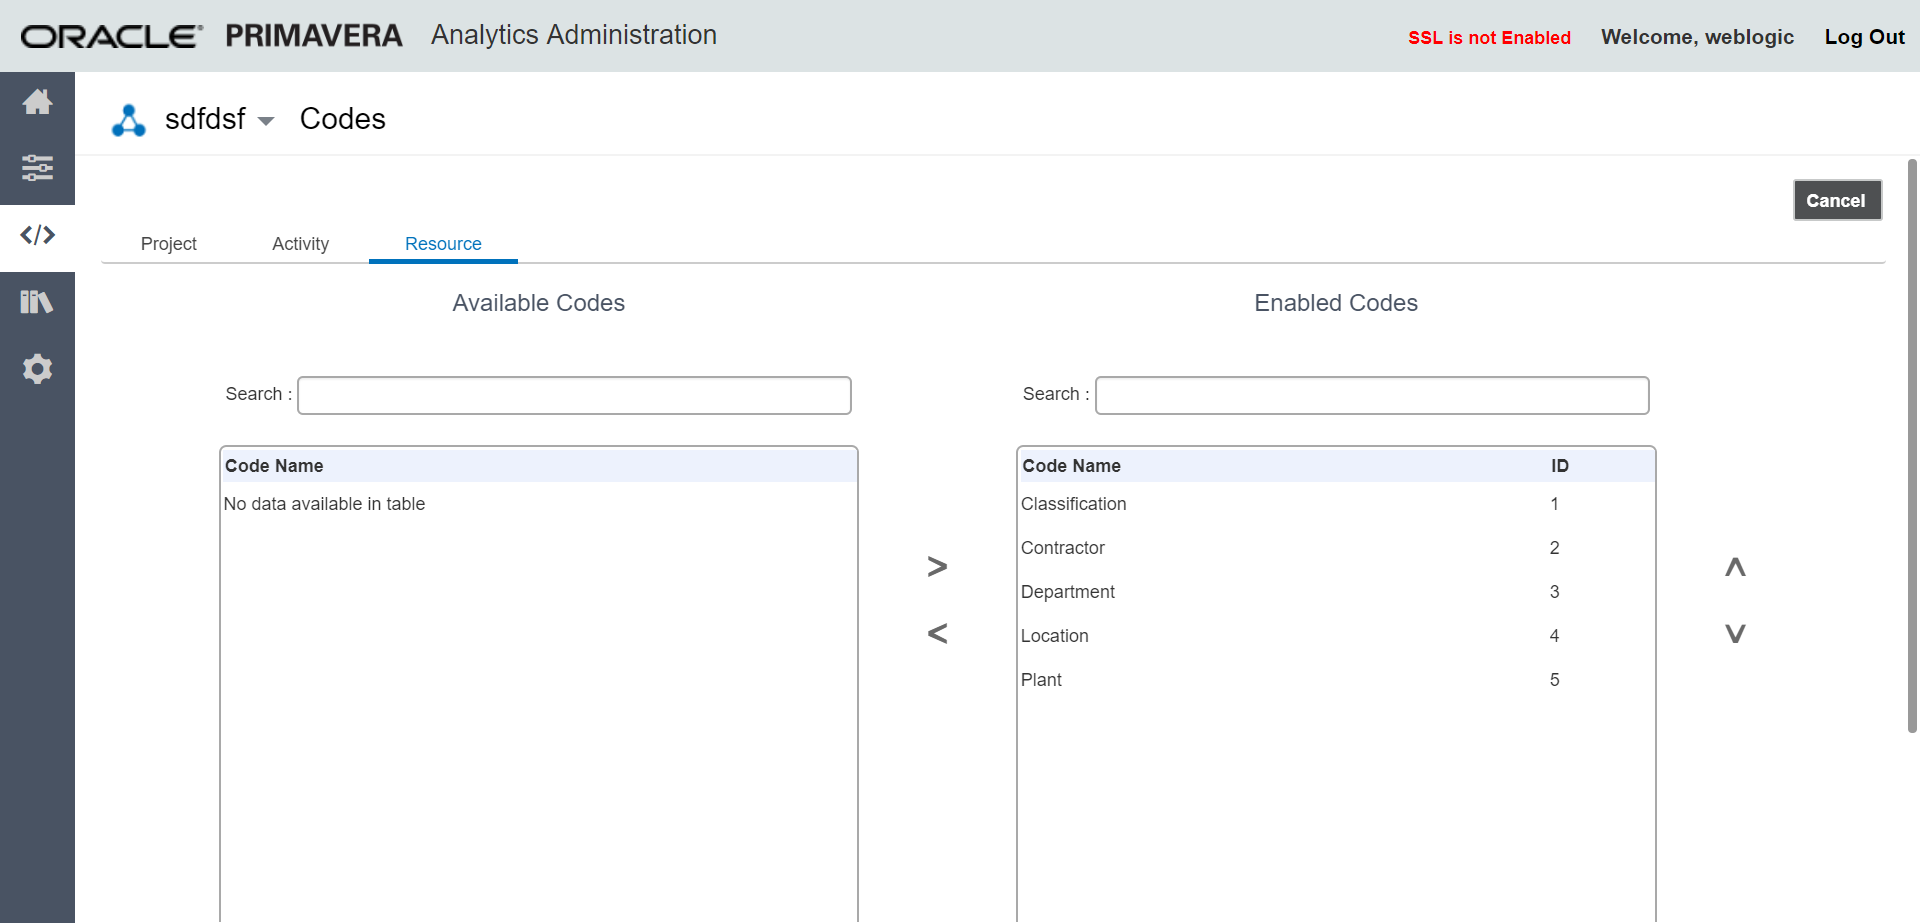 ORACLE® PRIMAVERA Analytics Administration
SSL is not Enabled Welcome, weblogic Log Out
sdfdsf Codes
Cancel
Project Activity Resource
Available Codes
Search :
Code Name
No data available in table
>
<
Enabled Codes
Search :
Code Name ID
Classification 1
Contractor 2
Department 3
Location 4
Plant 5